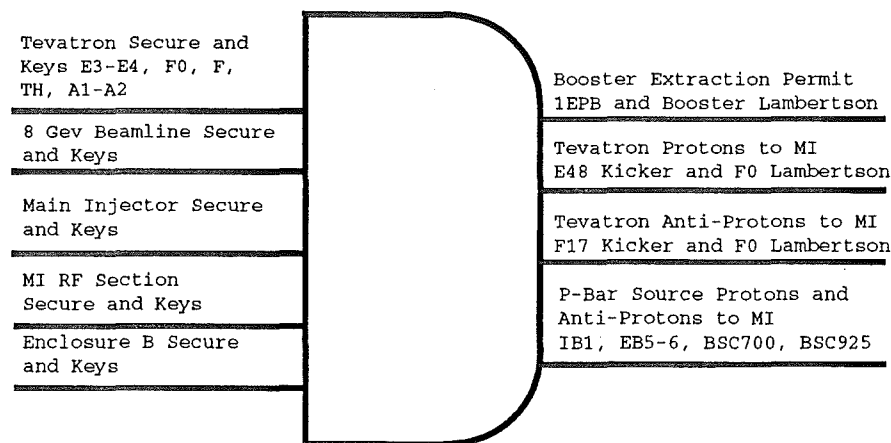 Tevatron Secure and
Keys E3-E4, F0, F,
TH, A1-A2
8 Gev Beamline Secure
and Keys
Main Injector Secure
and Keys
MI RF Section
Secure and Keys
Enclosure B Secure
and Keys
Booster Extraction Permit
1EPB and Booster Lambertson
Tevatron Protons to MI
E48 Kicker and F0 Lambertson
Tevatron Anti-Protons to MI
F17 Kicker and F0 Lambertson
P-Bar Source Protons and
Anti-Protons to MI
IB1, EB5-6, BSC700, BSC925